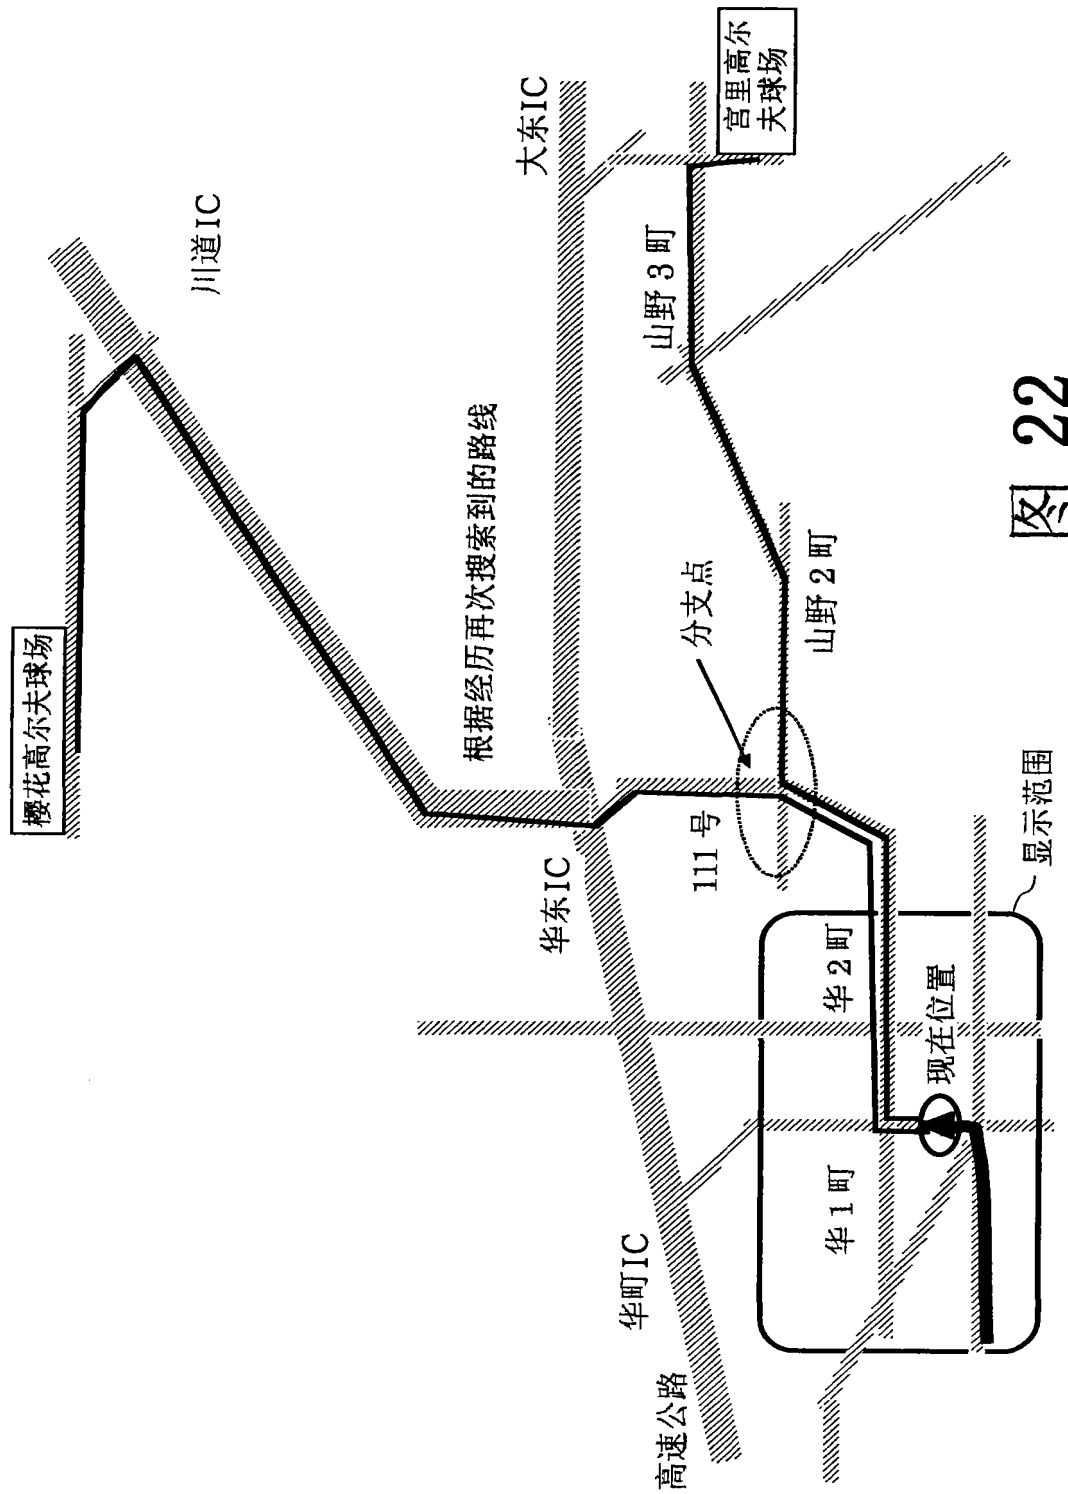 樱花高尔夫球场
川道IC
根据经历再次搜索到的路线
大东IC
华东IC
宫里高尔
夫球场
山野3町
分支点
111号
山野2町
华町IC
高速公路
华2町
华1町
现在位置
显示范围
图 22